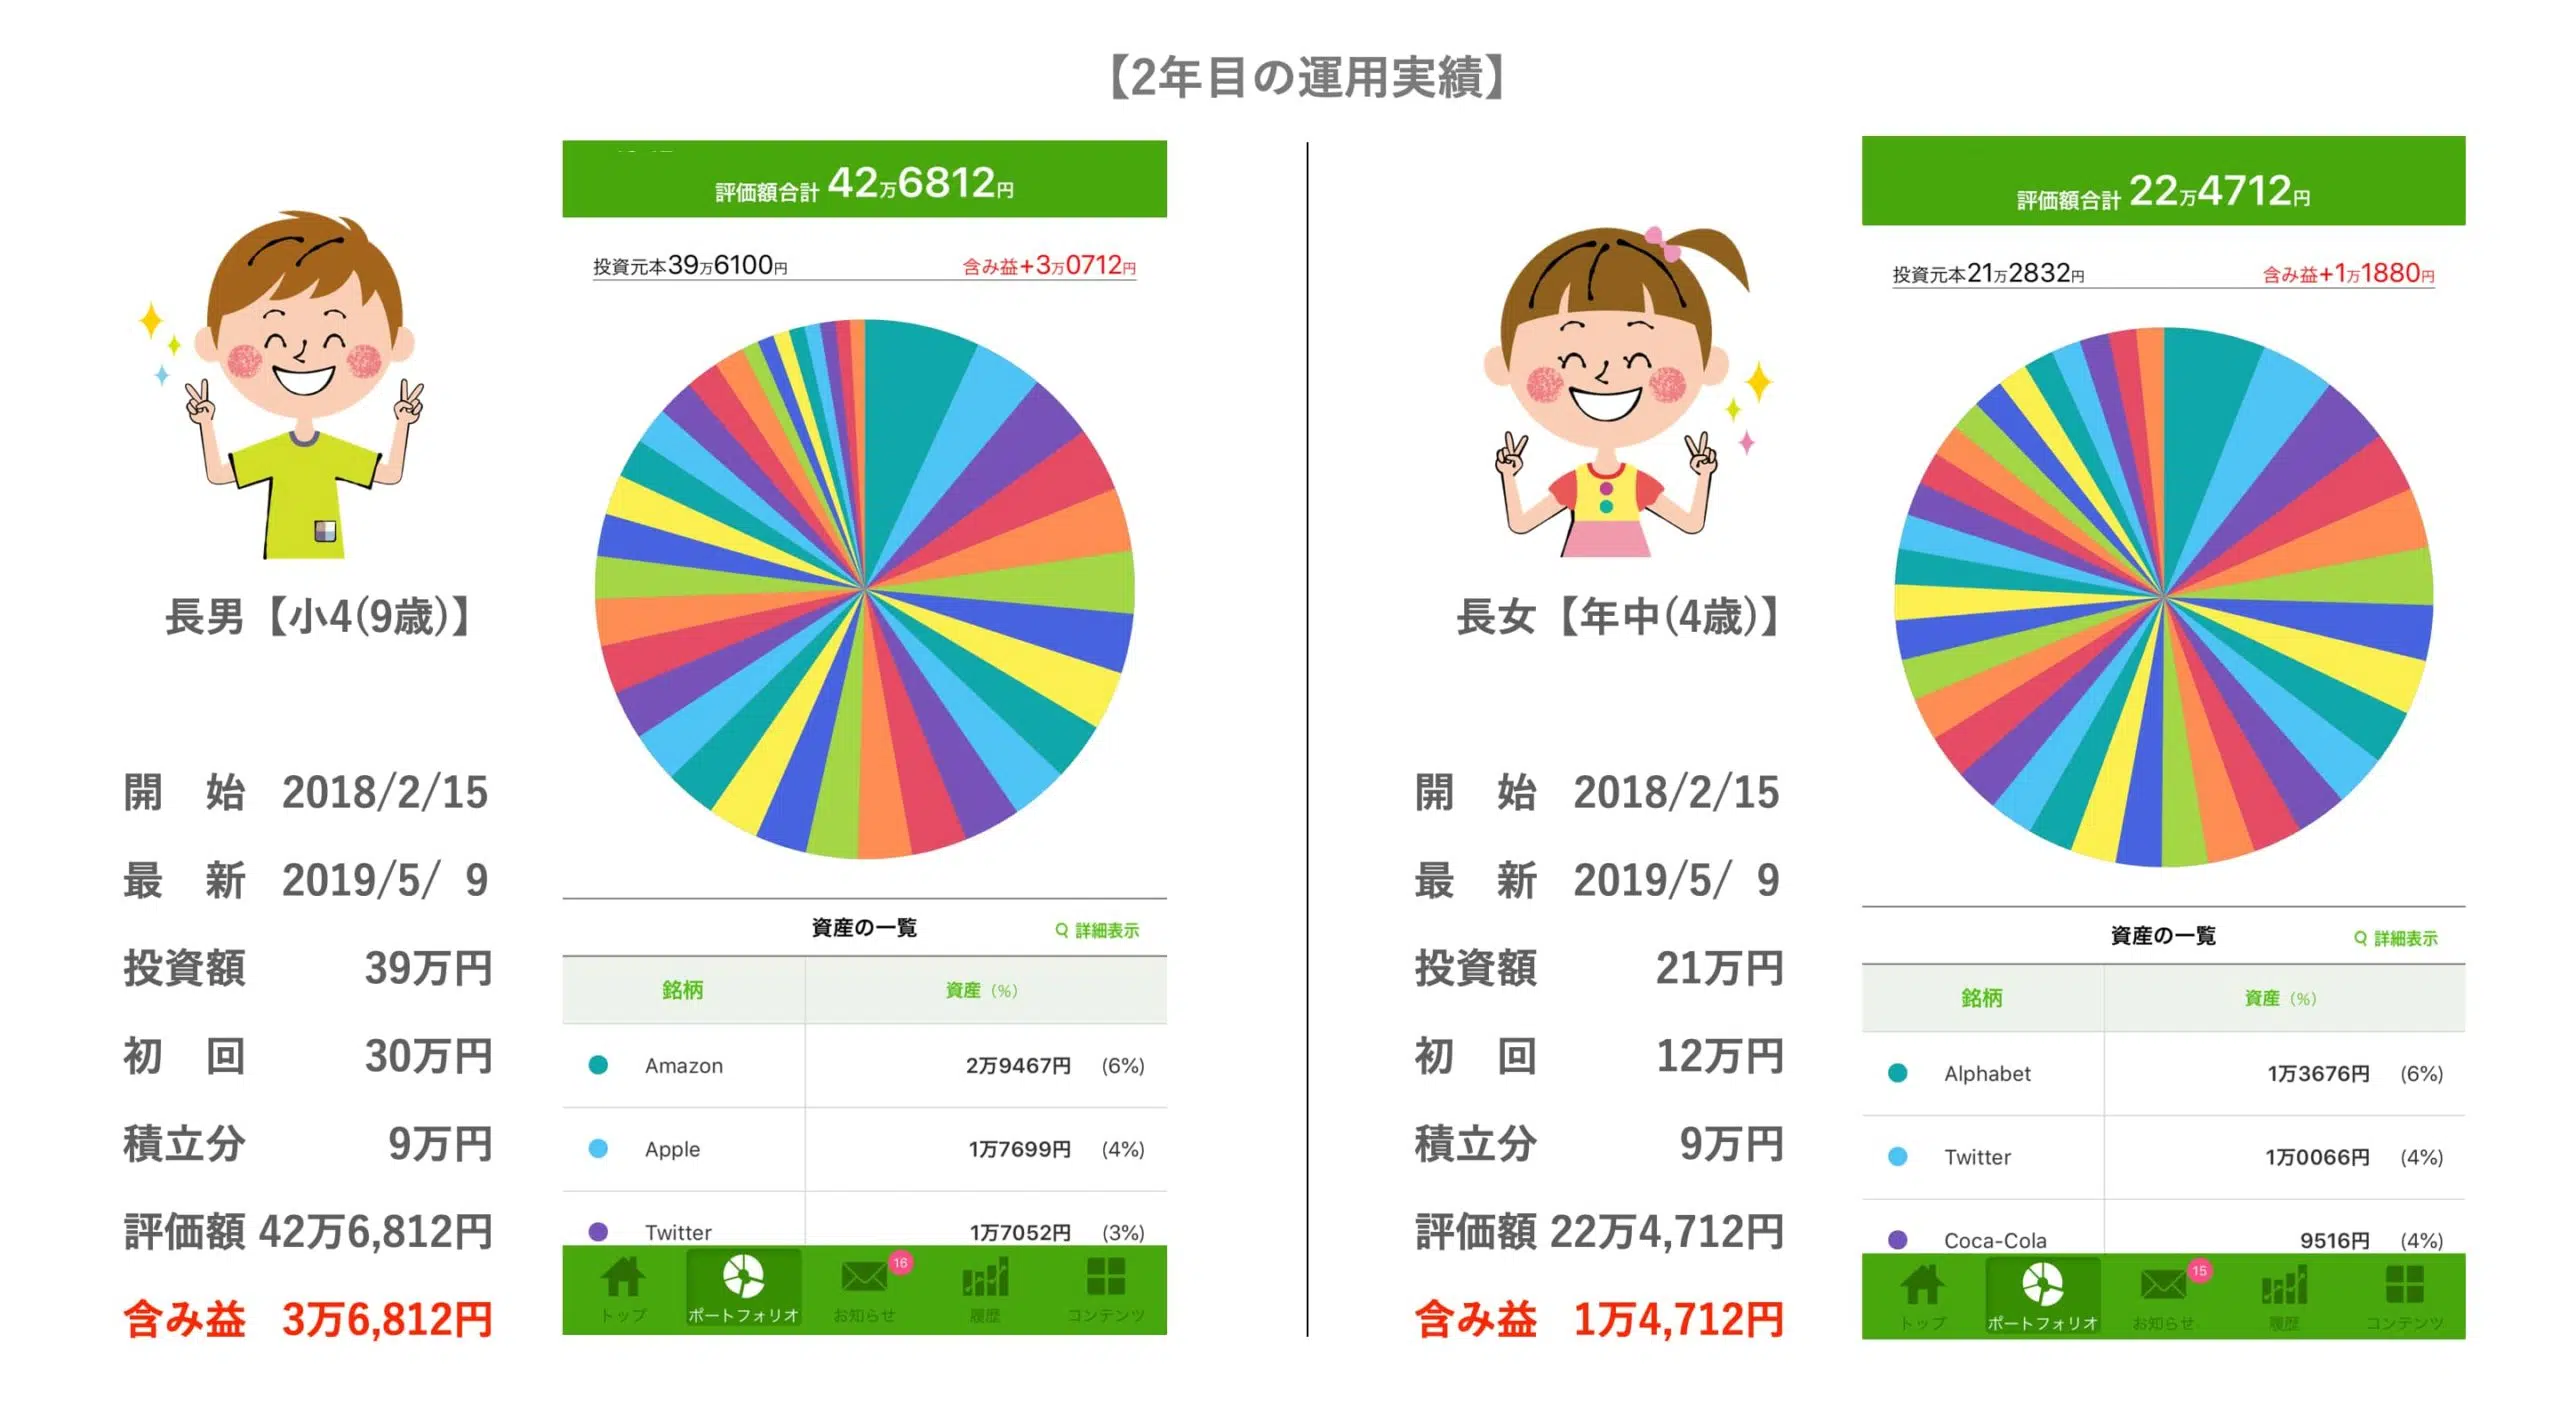 【2年目の運用実績】
長男【小4(9歳)】
開　始 2018/2/15
最　新 2019/5/ 9
投資額 39万円
初　回 30万円
積立分 9万円
評価額 42万6,812円
含み益 3万6,812円
評価額合計 42万6812円
投資元本39万6100円 含み益+3万0712円
資産の一覧 詳細表示
銘柄 資産（%）
Amazon 2万9467円 (6%)
Apple 1万7699円 (4%)
Twitter 1万7052円 (3%)
16
トップ ポートフォリオ お知らせ 履歴 コンテンツ
長女【年中(4歳)】
開　始 2018/2/15
最　新 2019/5/ 9
投資額 21万円
初　回 12万円
積立分 9万円
評価額 22万4,712円
含み益 1万4,712円
評価額合計 22万4712円
投資元本21万2832円 含み益+1万1880円
資産の一覧 詳細表示
銘柄 資産（%）
Alphabet 1万3676円 (6%)
Twitter 1万0066円 (4%)
Coca-Cola 9516円 (4%)
15
トップ ポートフォリオ お知らせ 履歴 コンテンツ